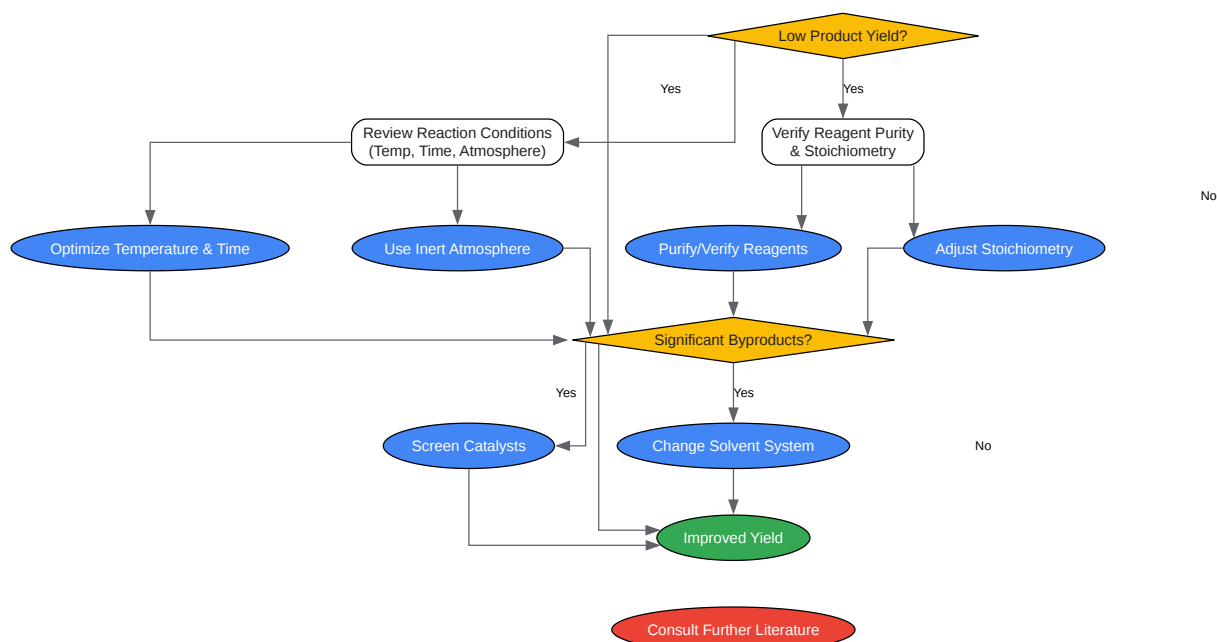 Low Product Yield?
Yes
Yes
Review Reaction Conditions
(Temp, Time, Atmosphere)
Verify Reagent Purity
& Stoichiometry
No
Optimize Temperature & Time
Use Inert Atmosphere
Purify/Verify Reagents
Adjust Stoichiometry
Significant Byproducts?
Yes
Yes
Screen Catalysts
Change Solvent System
No
Improved Yield
Consult Further Literature